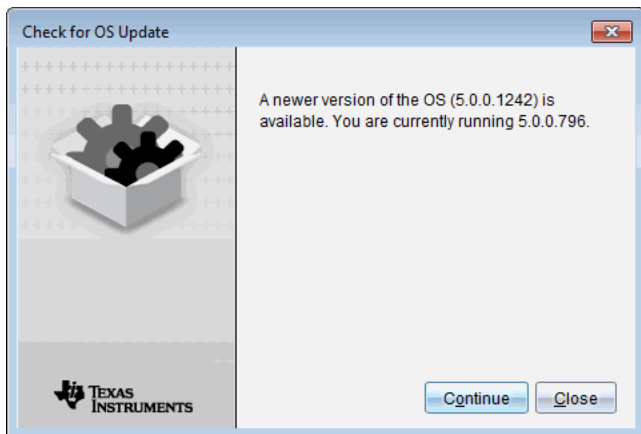 Check for OS Update
A newer version of the OS (5.0.0.1242) is
available. You are currently running 5.0.0.796.
TEXAS
INSTRUMENTS
Continue
Close